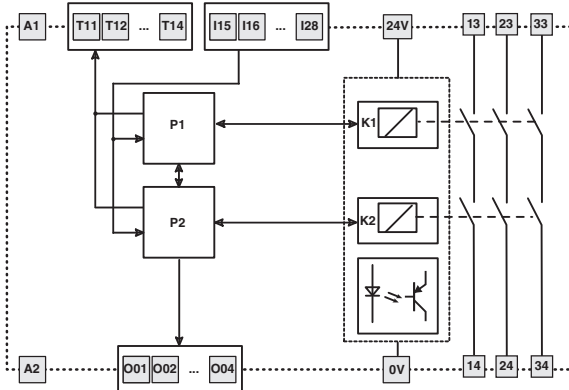 A1 T11 T12 ... T14 I15 I16 ... I28 24V 13 23 33
P1 K1
P2 K2
A2 O01 O02 ... O04 0V 14 24 34